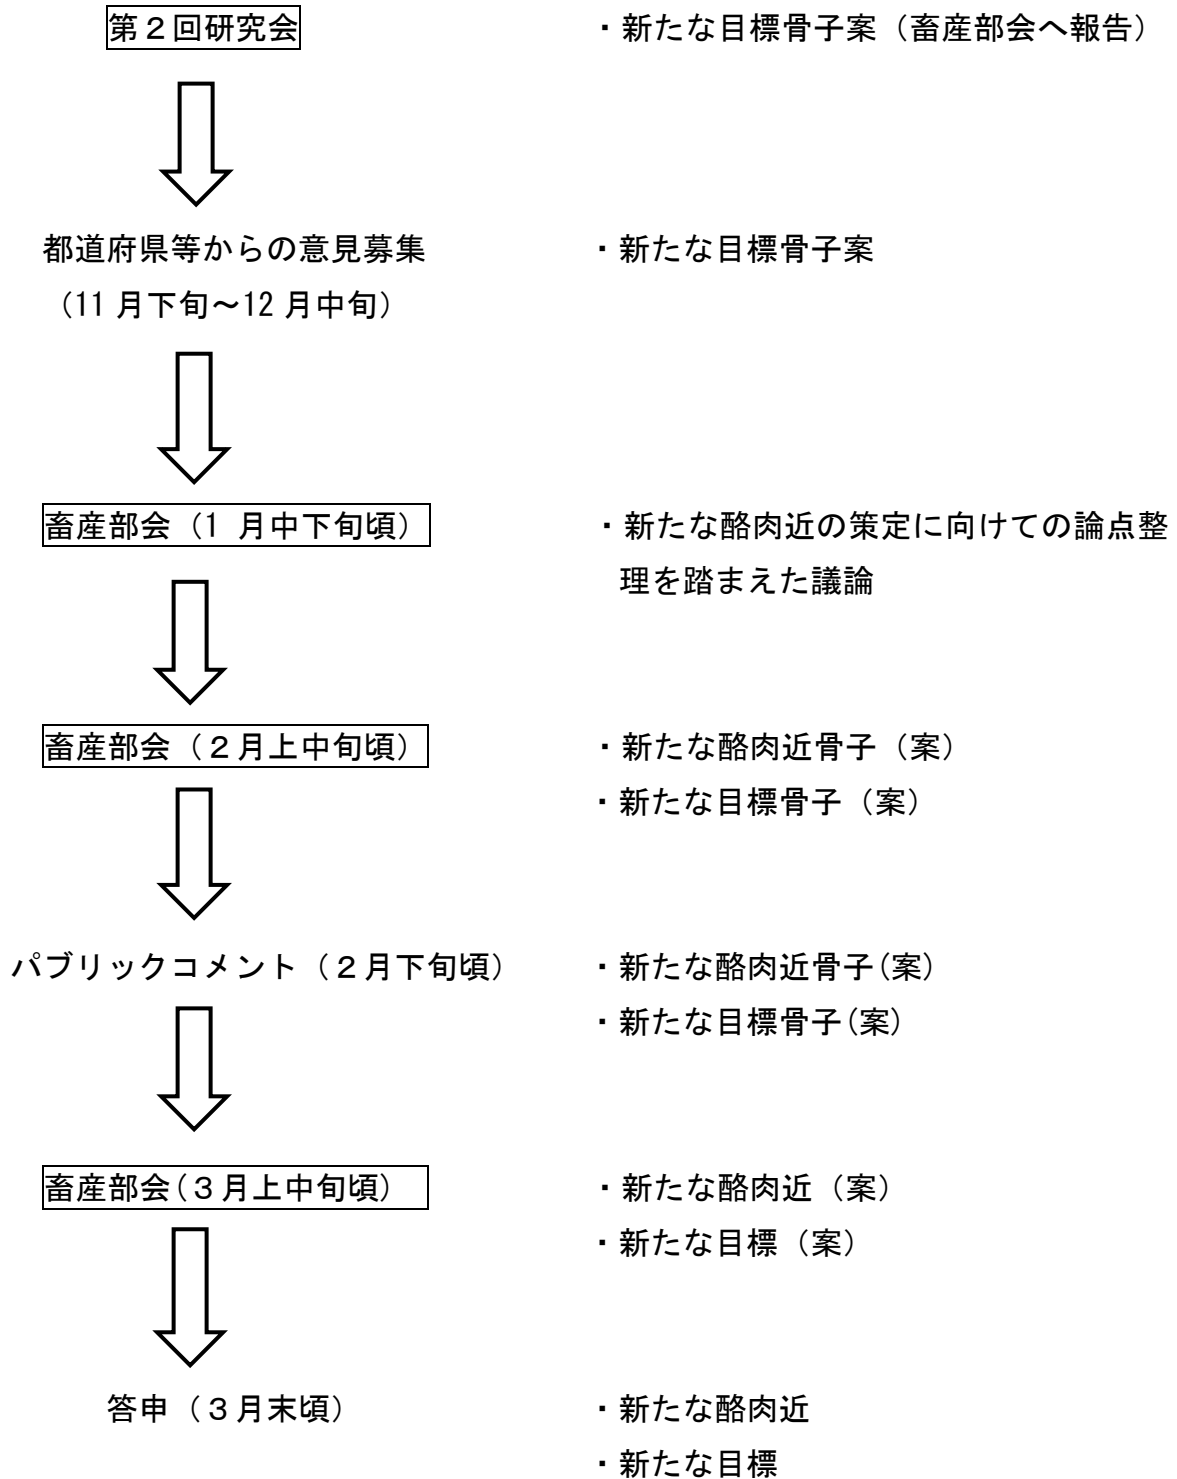 第２回研究会
・新たな目標骨子案（畜産部会へ報告）
都道府県等からの意見募集
・新たな目標骨子案
（11月下旬～12月中旬）
畜産部会（1 月中下旬頃）
・新たな酪肉近の策定に向けての論点整
理を踏まえた議論
畜産部会（２月上中旬頃）
・新たな酪肉近骨子（案）
・新たな目標骨子（案）
パブリックコメント（２月下旬頃）
・新たな酪肉近骨子(案)
・新たな目標骨子(案)
畜産部会(３月上中旬頃)
・新たな酪肉近（案）
・新たな目標（案）
答申（３月末頃）
・新たな酪肉近
・新たな目標